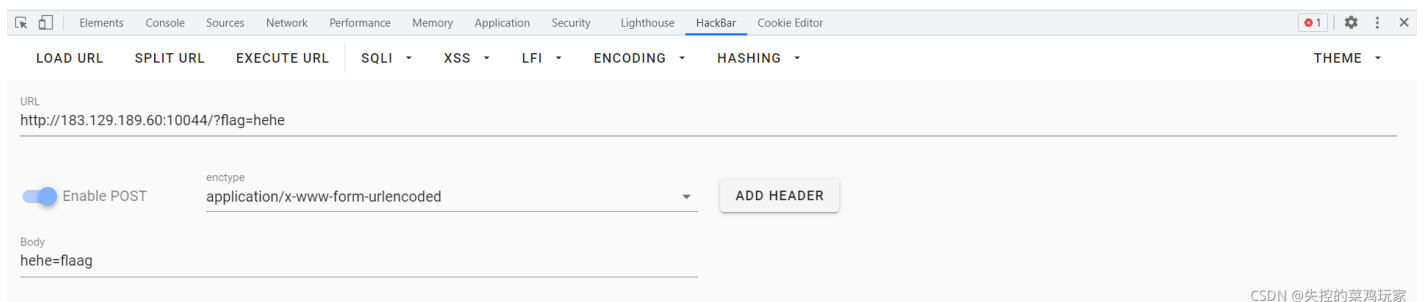 Elements Console Sources Network Performance Memory Application Security Lighthouse HackBar Cookie Editor 1
LOAD URL SPLIT URL EXECUTE URL SQLI XSS LFI ENCODING HASHING THEME
URL
http://183.129.189.60:10044/?flag=hehe
enctype
Enable POST application/x-www-form-urlencoded ADD HEADER
Body
hehe=flaag
CSDN @失控的菜鸡玩家